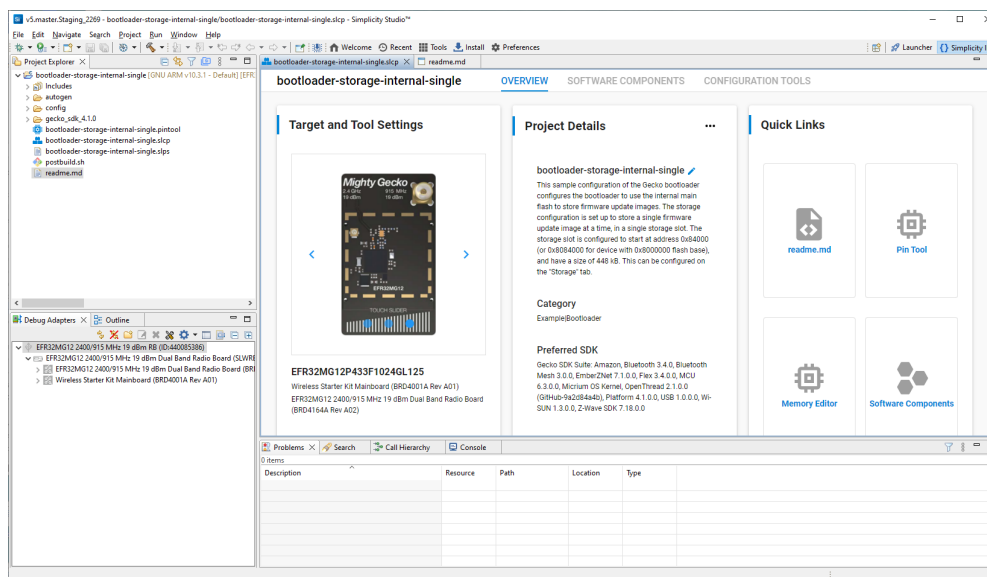 v5.master.Staging_2269 - bootloader-storage-internal-single/bootloader-storage-internal-single.slcp - Simplicity Studio™
File Edit Navigate Search Project Run Window Help
Welcome Recent Tools Install Preferences
Launcher {} Simplicity I
Project Explorer
bootloader-storage-internal-single [GNU ARM v10.3.1 - Default] [EFR
Includes
autogen
config
gecko_sdk_4.1.0
bootloader-storage-internal-single.pintool
bootloader-storage-internal-single.slcp
bootloader-storage-internal-single.slps
postbuild.sh
readme.md
Debug Adapters Outline
EFR32MG12 2400/915 MHz 19 dBm RB (ID:440085386)
EFR32MG12 2400/915 MHz 19 dBm Dual Band Radio Board (SLWRB
EFR32MG12 2400/915 MHz 19 dBm Dual Band Radio Board (BRI
Wireless Starter Kit Mainboard (BRD4001A Rev A01)
bootloader-storage-internal-single.slcp readme.md
bootloader-storage-internal-single OVERVIEW SOFTWARE COMPONENTS CONFIGURATION TOOLS
Target and Tool Settings
Mighty Gecko
2.4 GHz 915 MHz
19 dBm 19 dBm
EFR32MG12
TOUCH SLIDER
EFR32MG12P433F1024GL125
Wireless Starter Kit Mainboard (BRD4001A Rev A01)
EFR32MG12 2400/915 MHz 19 dBm Dual Band Radio Board
(BRD4164A Rev A02)
Project Details
bootloader-storage-internal-single
This sample configuration of the Gecko bootloader
configures the bootloader to use the internal main
flash to store firmware update images. The storage
configuration is set up to store a single firmware
update image at a time, in a single storage slot. The
storage slot is configured to start at address 0x84000
(or 0x8084000 for device with 0x8000000 flash base),
and have a size of 448 kB. This can be configured on
the "Storage" tab.
Category
Example|Bootloader
Preferred SDK
Gecko SDK Suite: Amazon, Bluetooth 3.4.0, Bluetooth
Mesh 3.0.0, EmberZNet 7.1.0.0, Flex 3.4.0.0, MCU
6.3.0.0, Micrium OS Kernel, OpenThread 2.1.0.0
(GitHub-9a2d84a4b), Platform 4.1.0.0, USB 1.0.0.0, Wi-
SUN 1.3.0.0, Z-Wave SDK 7.18.0.0
Quick Links
readme.md
Pin Tool
Memory Editor
Software Components
Problems Search Call Hierarchy Console
0 items
Description Resource Path Location Type